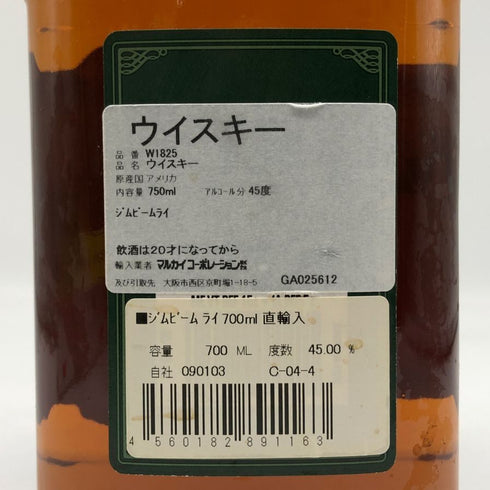 ウイスキー
品 番 W1825
品 名 ウイスキー
原産国 アメリカ
内容量 750ml アルコール分 45度
ジムビームライ
飲酒は20才になってから
輸入業者 マルカイコーポレーション㈱
及び引取先 大阪市西区京町堀1-18-5 GA025612
■ジムビーム ライ 700ml 直輸入
容量 700 ML 度数 45.00 %
自社 090103 C-04-4
4 560182 891163